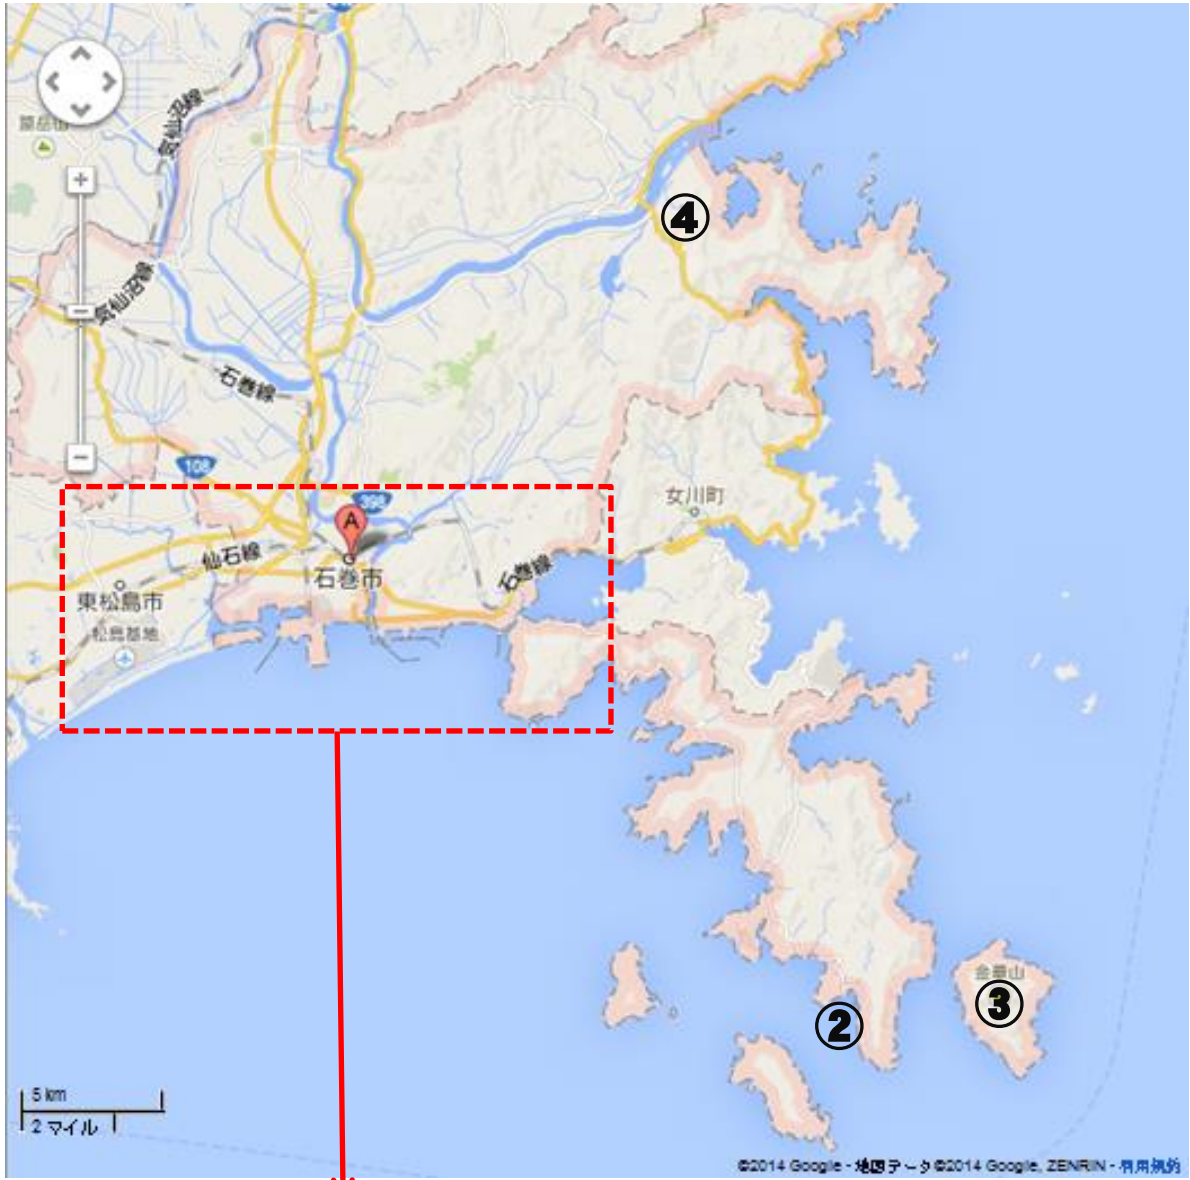 気仙沼線
④
気仙沼線
石巻線
108
398
女川町
A
仙石線
石巻線
石巻市
東松島市
松島基地
金華山
③
②
5 km
2 マイル
©2014 Google - 地図データ ©2014 Google, ZENRIN - 利用規約